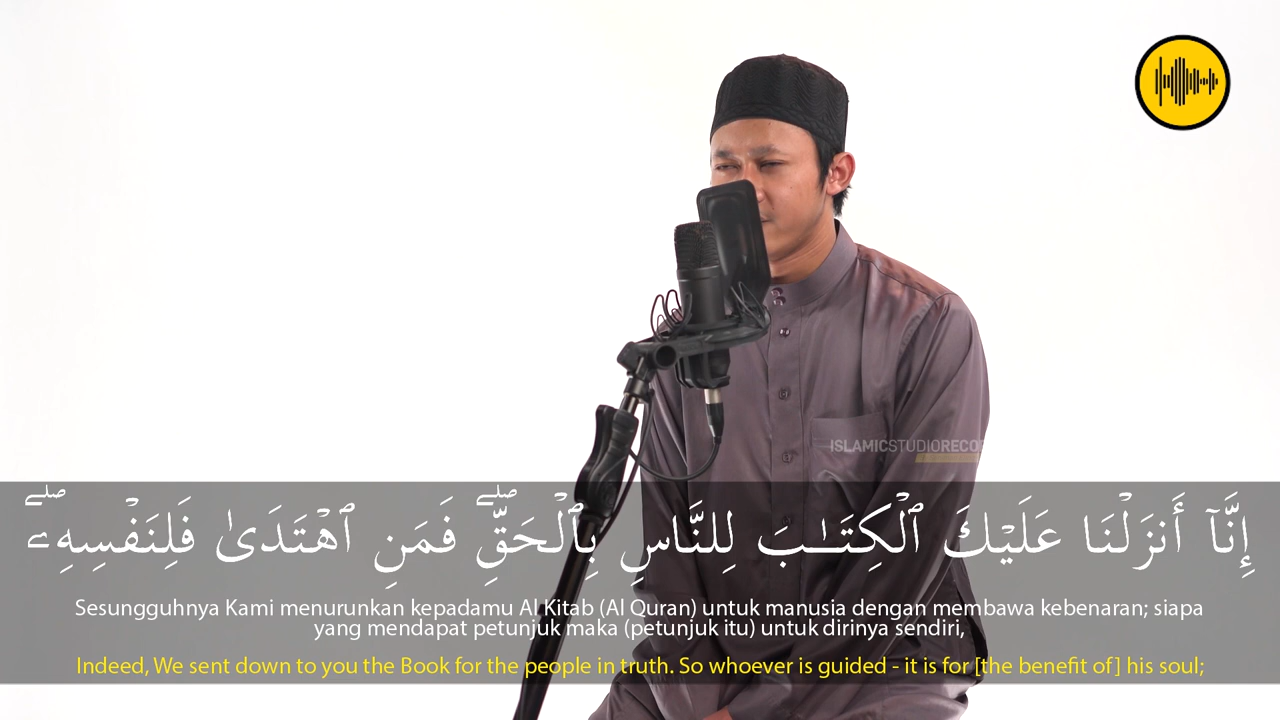 ISLAMICSTUDIORECO
إِنَّآ أَنزَلْنَا عَلَيْكَ ٱلْكِتَـٰبَ لِلنَّاسِ بِٱلْحَقِّ ۖ فَمَنِ ٱهْتَدَىٰ فَلِنَفْسِهِۦ ۖ
Sesungguhnya Kami menurunkan kepadamu Al Kitab (Al Quran) untuk manusia dengan membawa kebenaran; siapa
yang mendapat petunjuk maka (petunjuk itu) untuk dirinya sendiri,
Indeed, We sent down to you the Book for the people in truth. So whoever is guided - it is for [the benefit of] his soul;